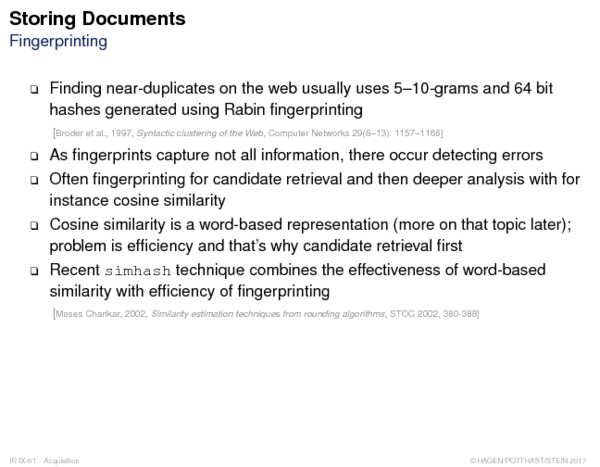 Storing Documents
Fingerprinting
❏ Finding near-duplicates on the web usually uses 5–10-grams and 64 bit
hashes generated using Rabin fingerprinting
[Broder et al., 1997, Syntactic clustering of the Web, Computer Networks 29(8–13): 1157–1166]
❏ As fingerprints capture not all information, there occur detecting errors
❏ Often fingerprinting for candidate retrieval and then deeper analysis with for
instance cosine similarity
❏ Cosine similarity is a word-based representation (more on that topic later);
problem is efficiency and that's why candidate retrieval first
❏ Recent simhash technique combines the effectiveness of word-based
similarity with efficiency of fingerprinting
[Moses Charikar, 2002, Similarity estimation techniques from rounding algorithms, STOC 2002, 380-388]
IR:IX-61 Acquisition © HAGEN/POTTHAST/STEIN 2017